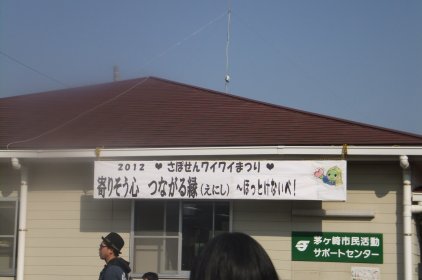 2012 ♥ さぽせんワイワイまつり ♥
寄りそう心 つながる縁(えにし) ~ほっとけないべ!
茅ヶ崎市民活動
サポートセンター